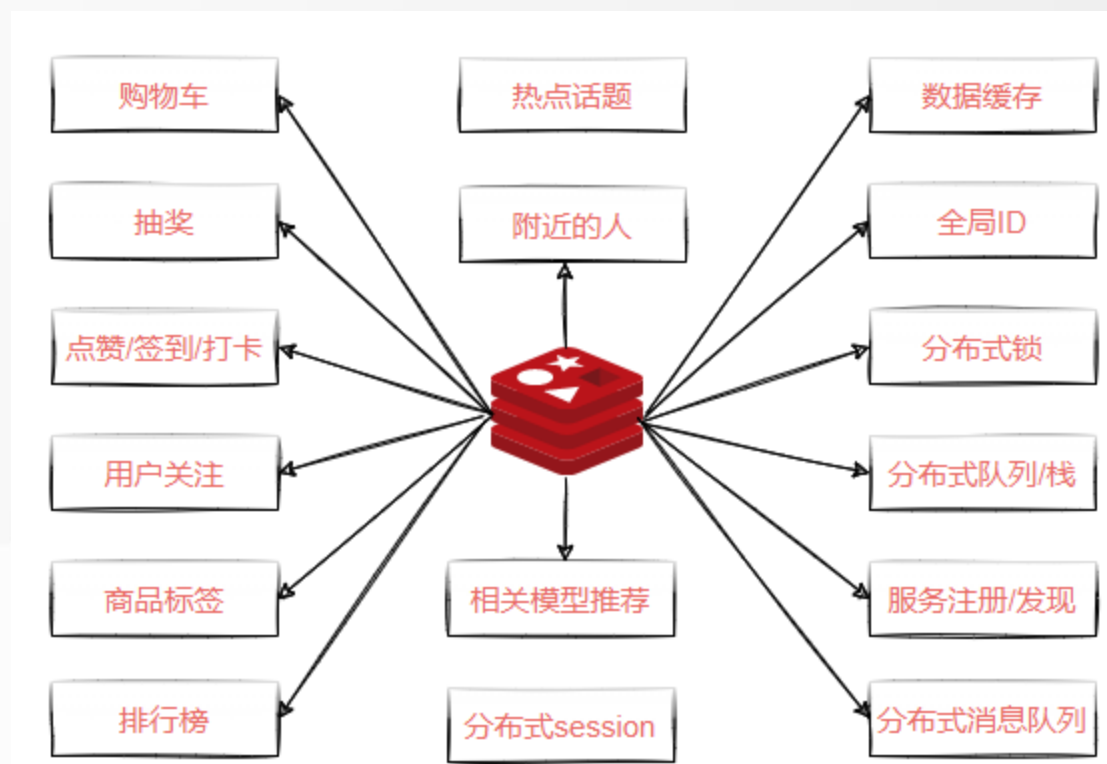 购物车
热点话题
数据缓存
抽奖
附近的人
全局ID
点赞/签到/打卡
分布式锁
用户关注
分布式队列/栈
商品标签
相关模型推荐
服务注册/发现
排行榜
分布式session
分布式消息队列